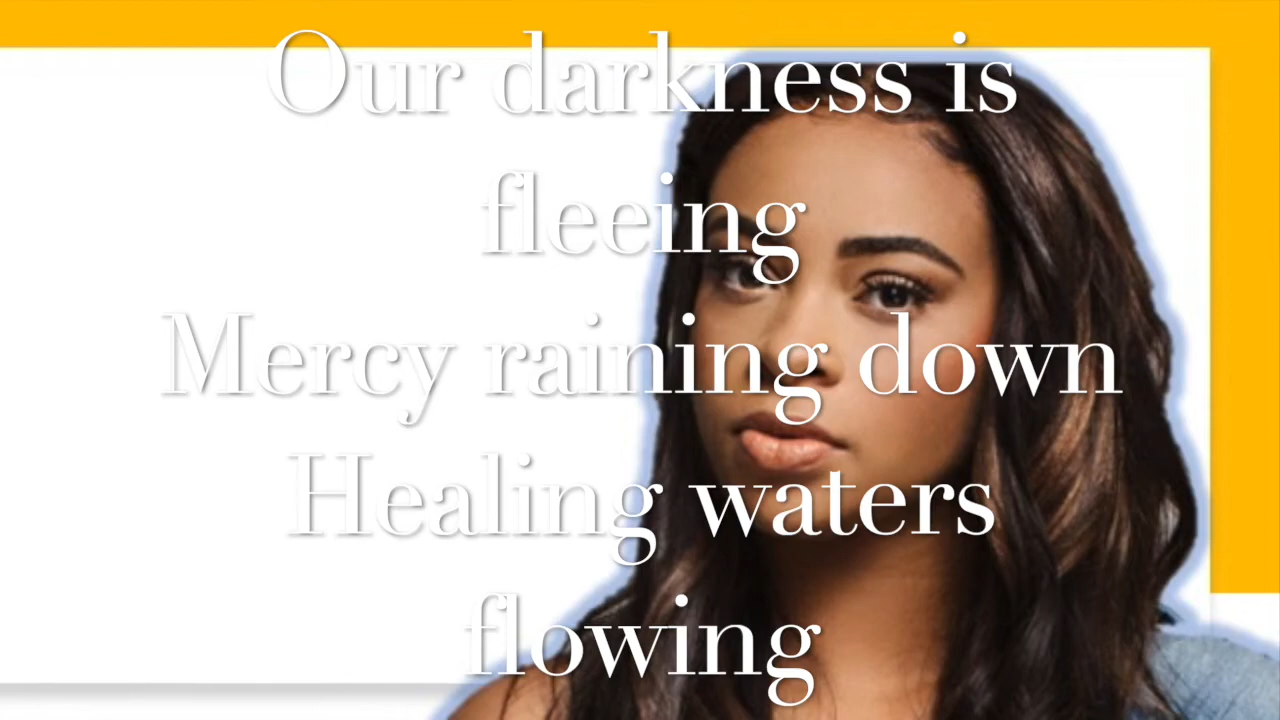 Our darkness is
fleeing
Mercy raining down
Healing waters
flowing